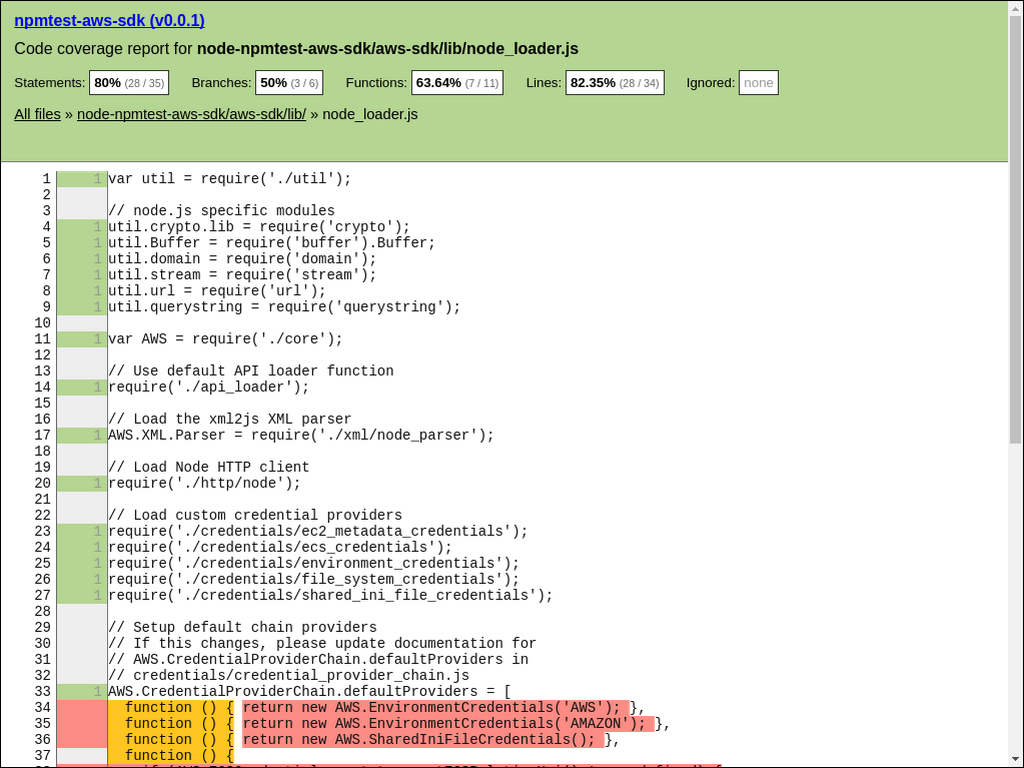 npmtest-aws-sdk (v0.0.1)
Code coverage report for node-npmtest-aws-sdk/aws-sdk/lib/node_loader.js
Statements: 80% (28 / 35) Branches: 50% (3 / 6) Functions: 63.64% (7 / 11) Lines: 82.35% (28 / 34) Ignored: none
All files » node-npmtest-aws-sdk/aws-sdk/lib/ » node_loader.js
1 1 var util = require('./util');
2
3 // node.js specific modules
4 1 util.crypto.lib = require('crypto');
5 1 util.Buffer = require('buffer').Buffer;
6 1 util.domain = require('domain');
7 1 util.stream = require('stream');
8 1 util.url = require('url');
9 1 util.querystring = require('querystring');
10
11 1 var AWS = require('./core');
12
13 // Use default API loader function
14 1 require('./api_loader');
15
16 // Load the xml2js XML parser
17 1 AWS.XML.Parser = require('./xml/node_parser');
18
19 // Load Node HTTP client
20 1 require('./http/node');
21
22 // Load custom credential providers
23 1 require('./credentials/ec2_metadata_credentials');
24 1 require('./credentials/ecs_credentials');
25 1 require('./credentials/environment_credentials');
26 1 require('./credentials/file_system_credentials');
27 1 require('./credentials/shared_ini_file_credentials');
28
29 // Setup default chain providers
30 // If this changes, please update documentation for
31 // AWS.CredentialProviderChain.defaultProviders in
32 // credentials/credential_provider_chain.js
33 1 AWS.CredentialProviderChain.defaultProviders = [
34 function () { return new AWS.EnvironmentCredentials('AWS'); },
35 function () { return new AWS.EnvironmentCredentials('AMAZON'); },
36 function () { return new AWS.SharedIniFileCredentials(); },
37 function () {